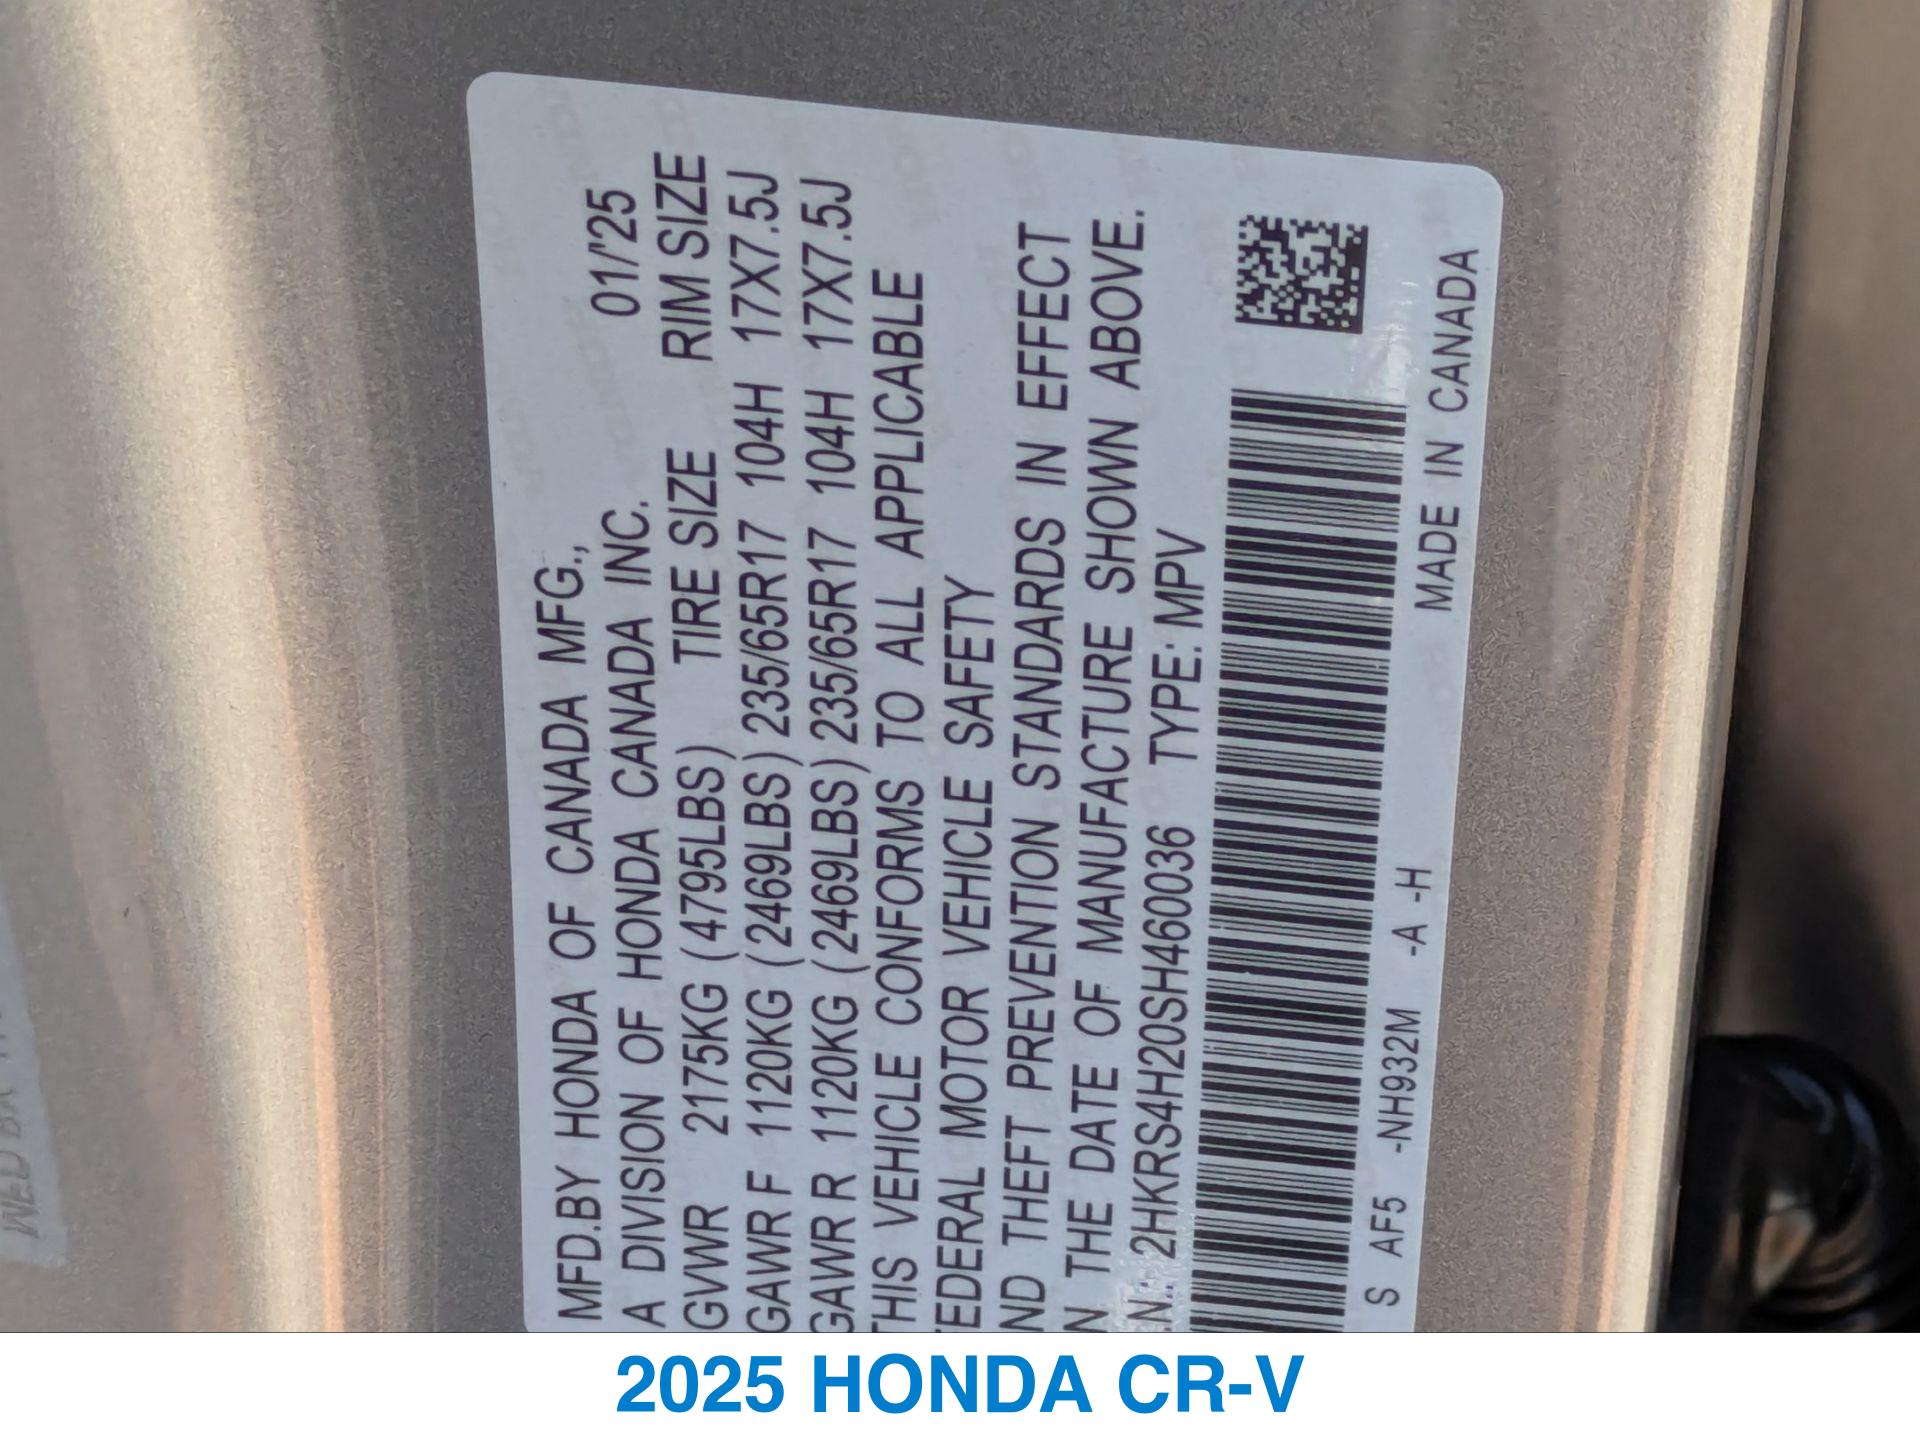 MFD.BY HONDA OF CANADA MFG.,
A DIVISION OF HONDA CANADA INC. 01/'25
GVWR 2175KG (4795LBS) TIRE SIZE RIM SIZE
GAWR F 1120KG (2469LBS) 235/65R17 104H 17X7.5J
GAWR R 1120KG (2469LBS) 235/65R17 104H 17X7.5J
THIS VEHICLE CONFORMS TO ALL APPLICABLE
FEDERAL MOTOR VEHICLE SAFETY
ND THEFT PREVENTION STANDARDS IN EFFECT
N THE DATE OF MANUFACTURE SHOWN ABOVE.
.N: 2HKRS4H20SH460036 TYPE: MPV
S AF5 -NH932M -A -H MADE IN CANADA
2025 HONDA CR-V